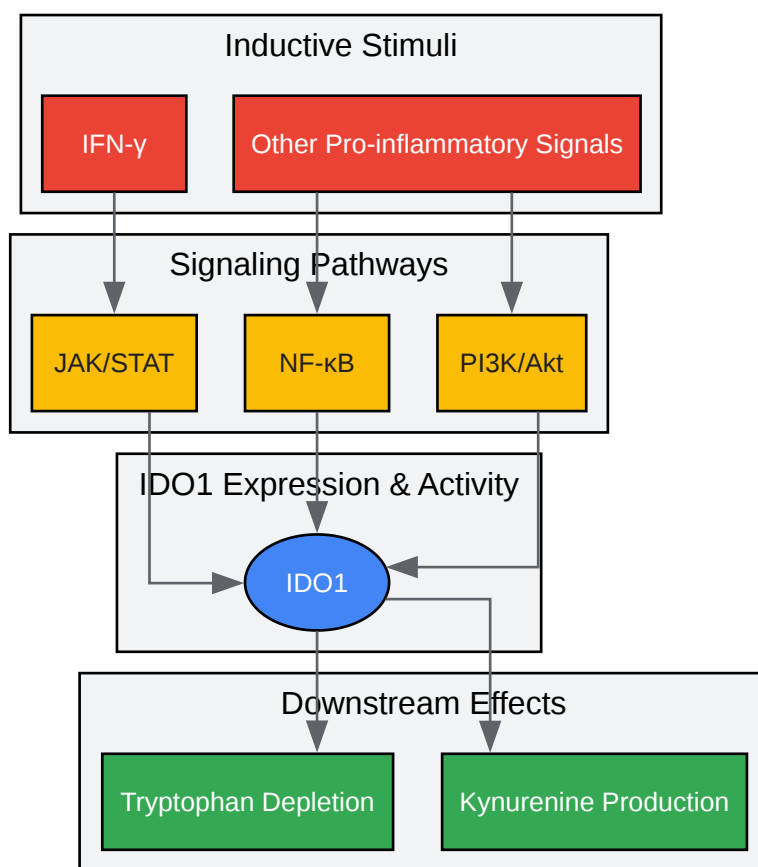 Inductive Stimuli
IFN-γ
Other Pro-inflammatory Signals
Signaling Pathways
JAK/STAT
NF-κB
PI3K/Akt
IDO1 Expression & Activity
IDO1
Downstream Effects
Tryptophan Depletion
Kynurenine Production